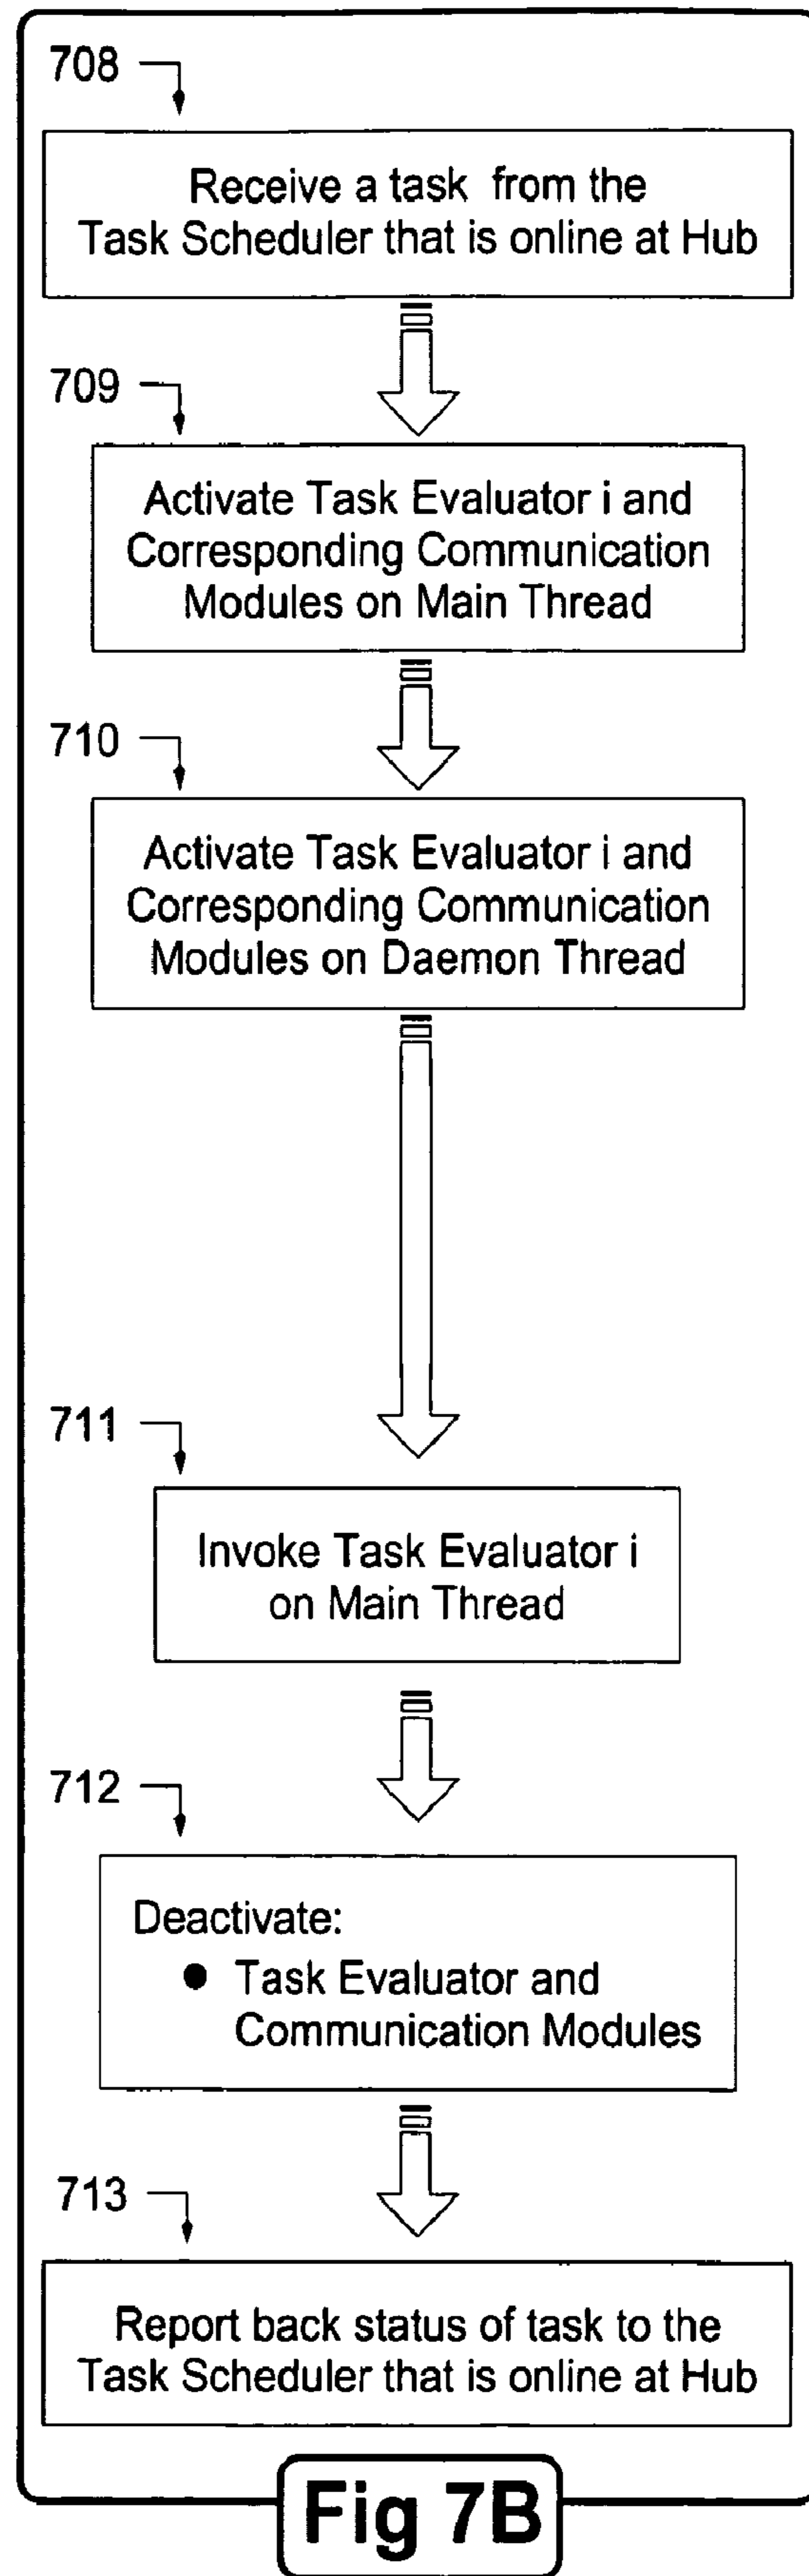 708
Receive a task from the
Task Scheduler that is online at Hub
709
Activate Task Evaluator i and
Corresponding Communication
Modules on Main Thread
710
Activate Task Evaluator i and
Corresponding Communication
Modules on Daemon Thread
711
Invoke Task Evaluator i
on Main Thread
712
Deactivate:
● Task Evaluator and
Communication Modules
713
Report back status of task to the
Task Scheduler that is online at Hub
Fig 7B